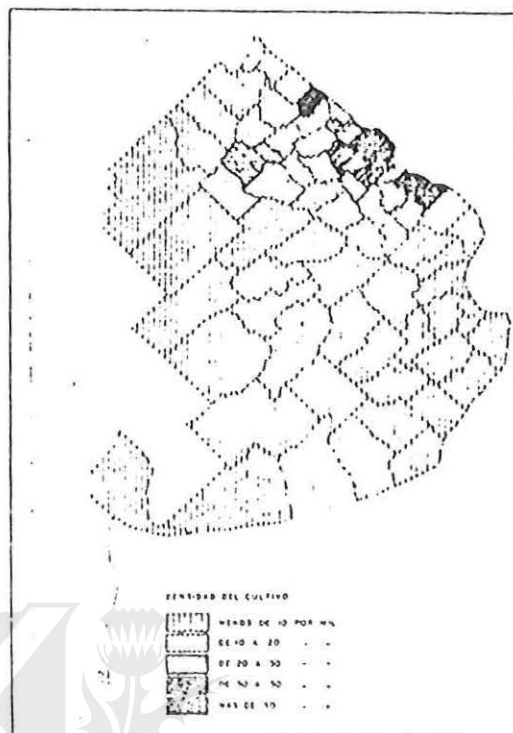 DENSIDAD DEL CULTIVO
MENOS DE 10 POR MIL
DE 10 A 20 " "
DE 20 A 30 " "
DE 30 A 50 " "
MAS DE 50 " "